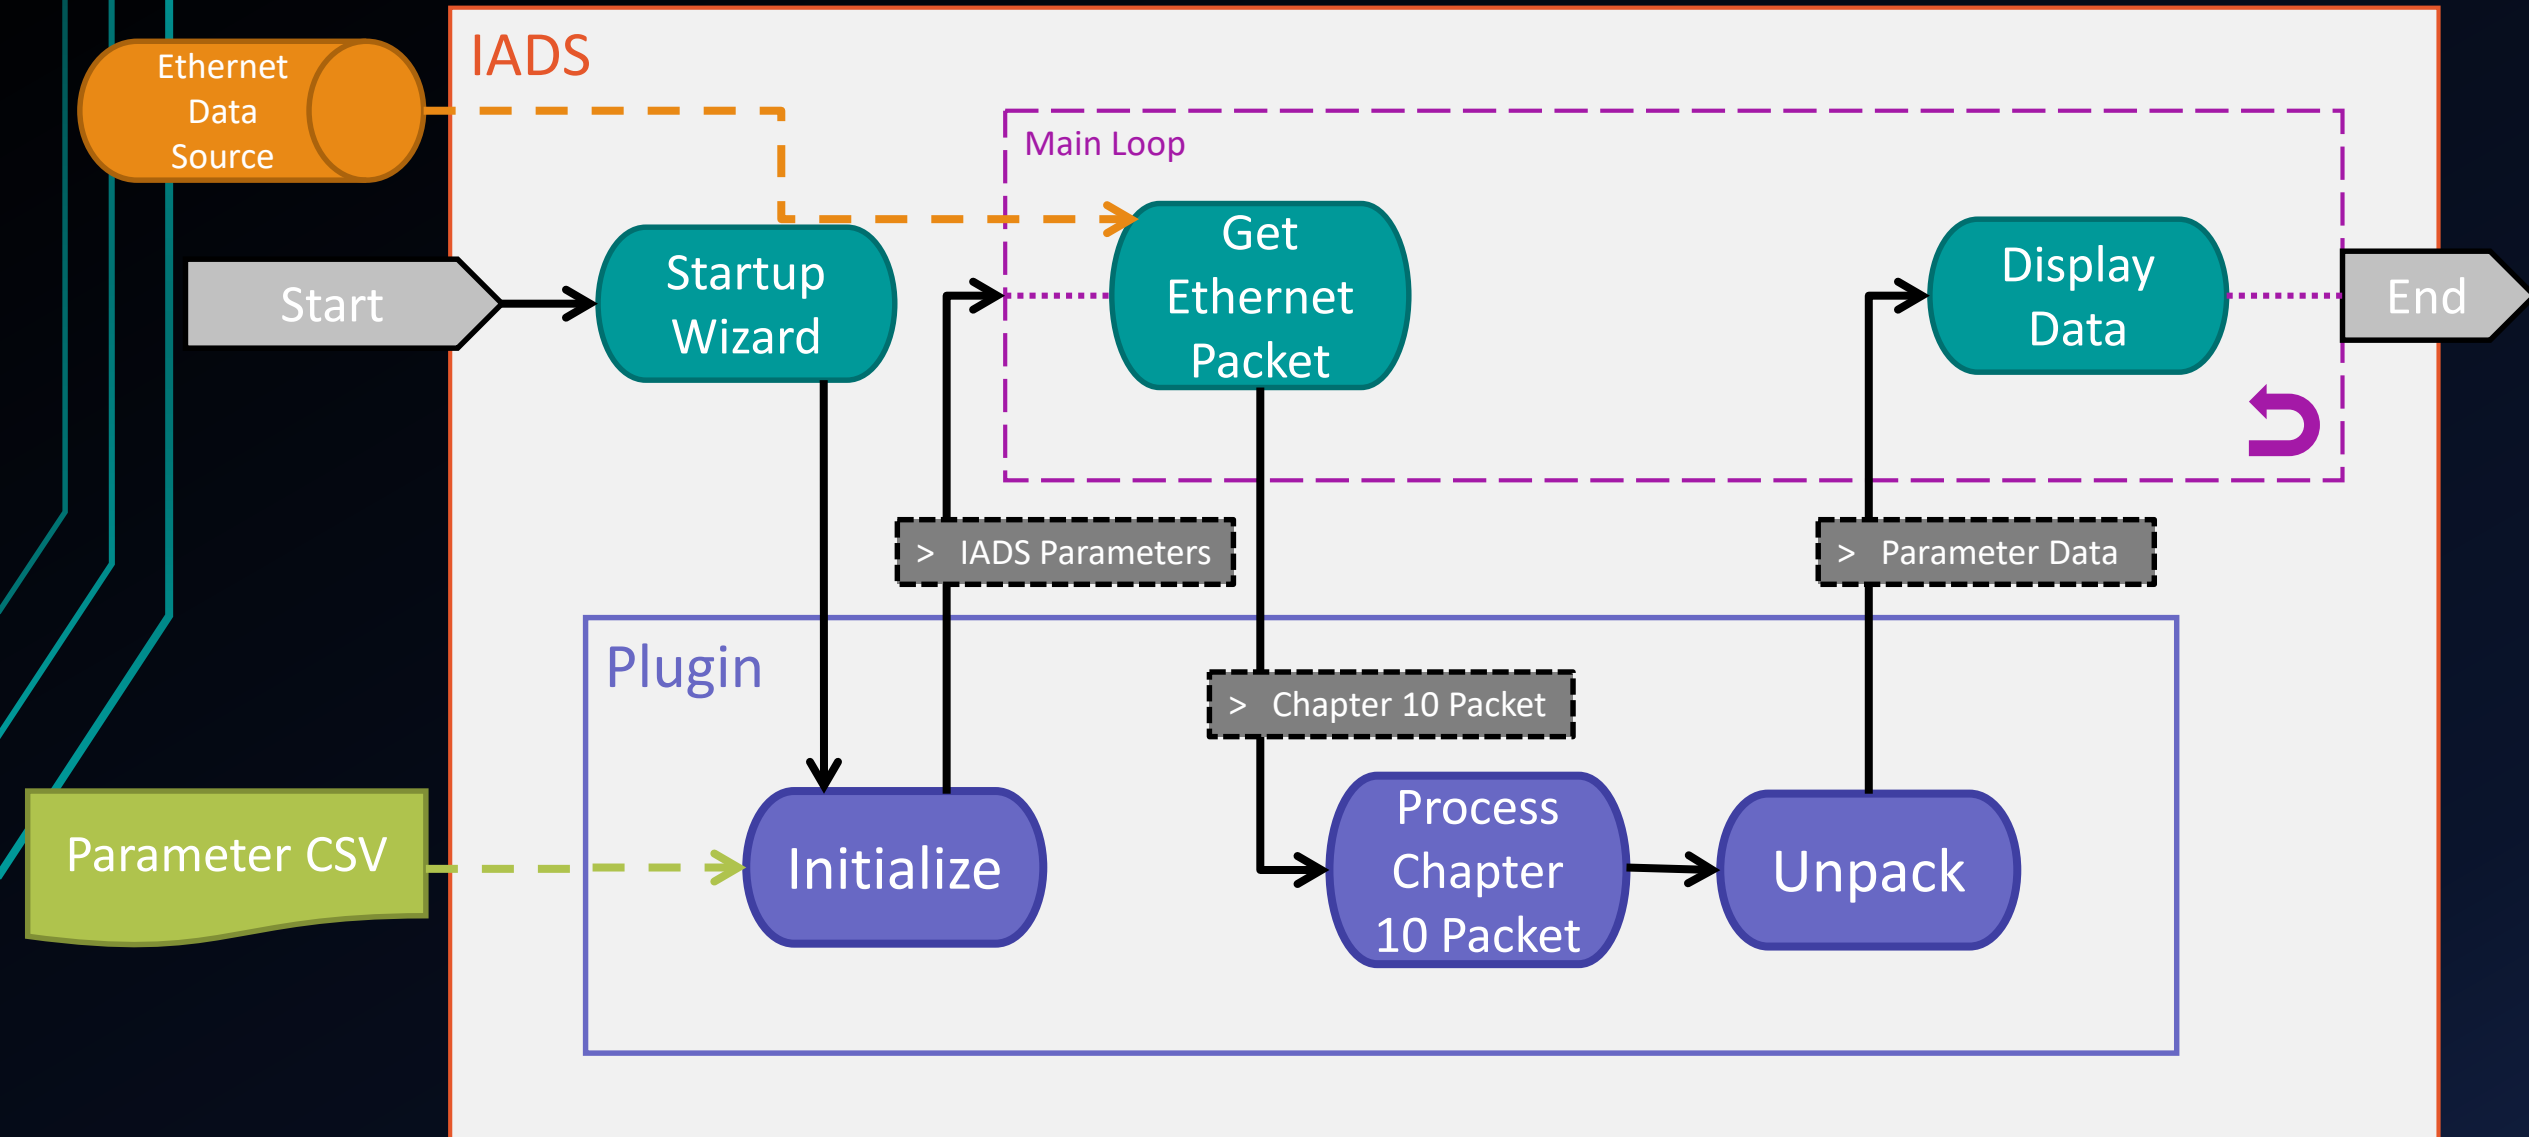 IADS
Ethernet
Data
Source
Main Loop
Start
Startup
Wizard
Get
Ethernet
Packet
Display
Data
End
> IADS Parameters
> Parameter Data
Plugin
> Chapter 10 Packet
Parameter CSV
Initialize
Process
Chapter
10 Packet
Unpack